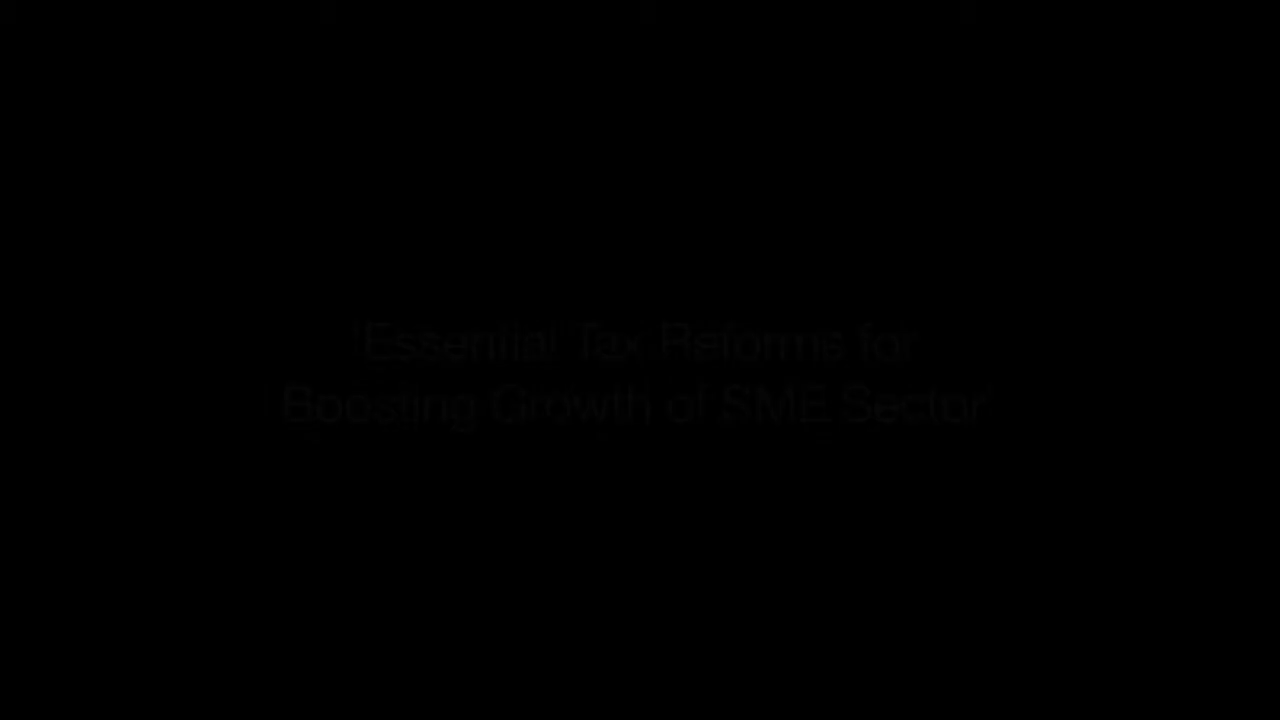 'Essential Tax Reforms for
Boosting Growth of SME Sector'